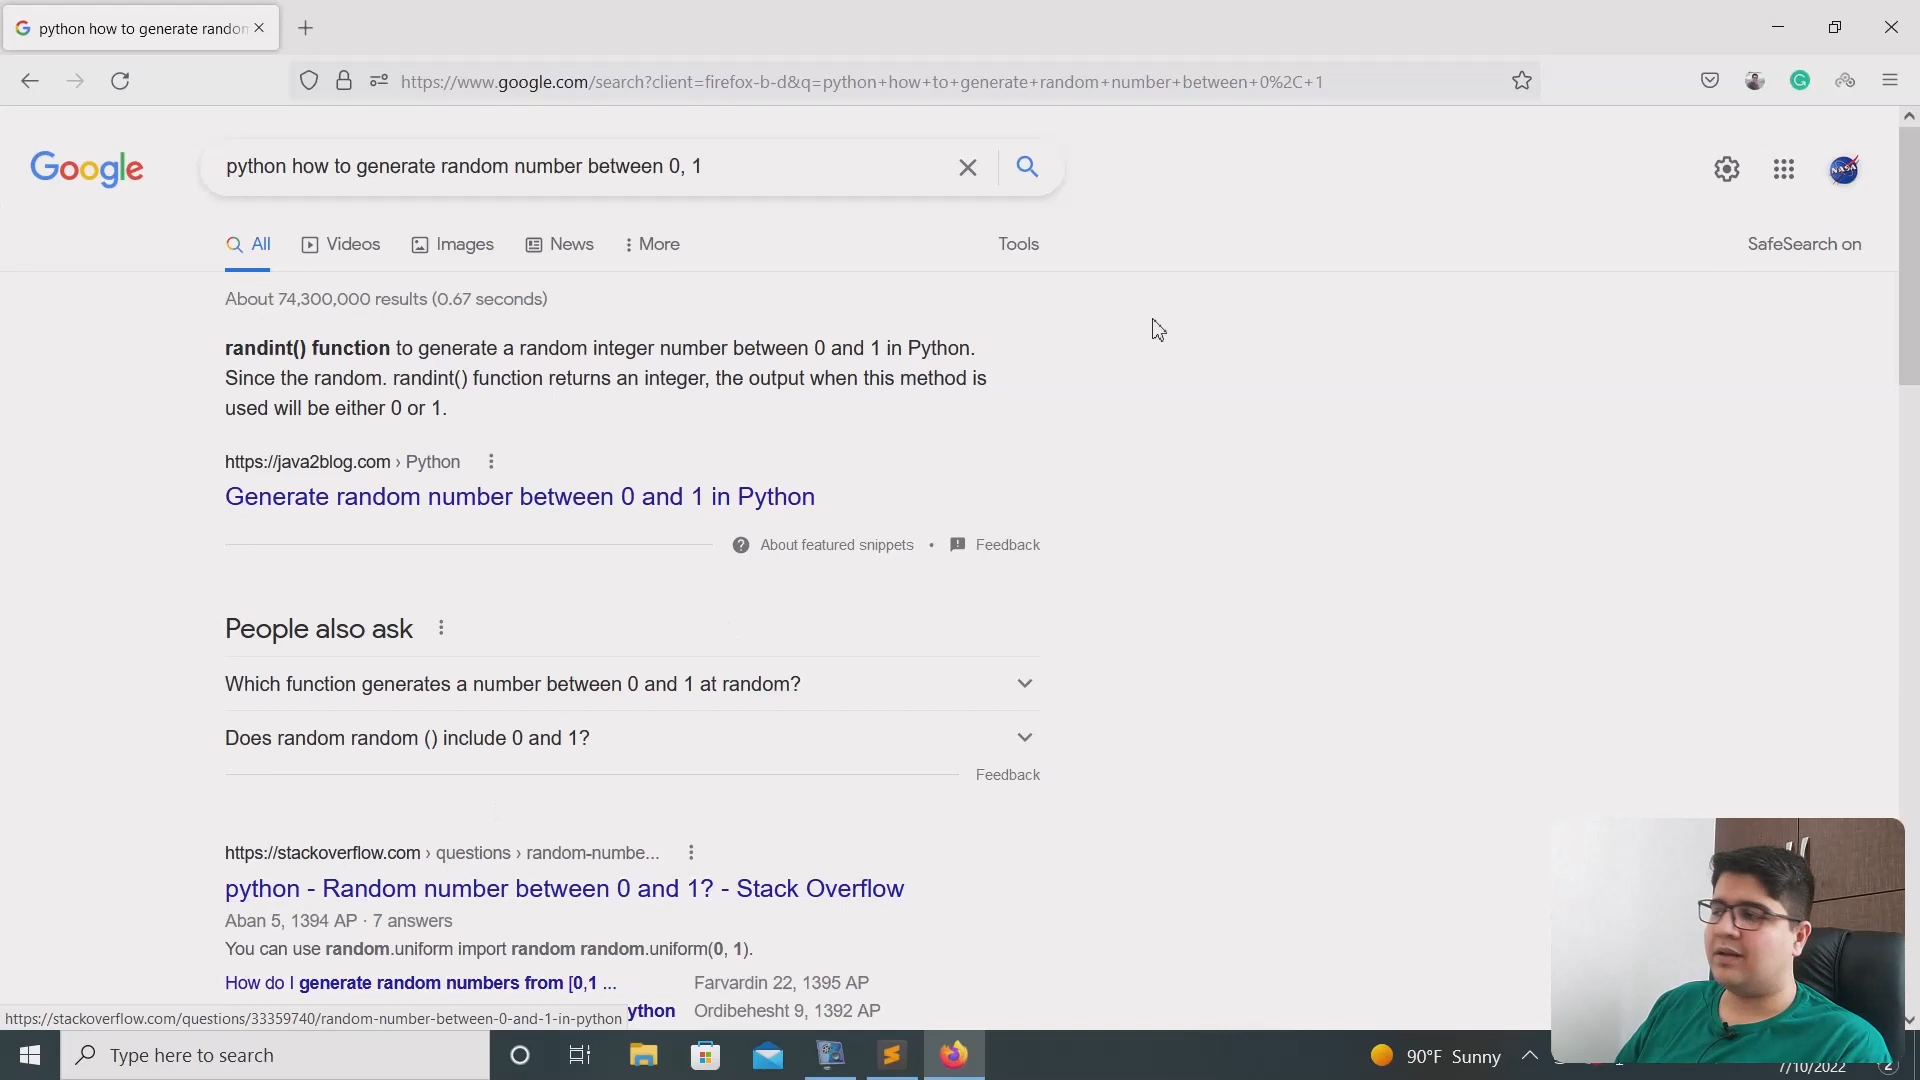 python how to generate randon
https://www.google.com/search?client=firefox-b-d&q=python+how+to+generate+random+number+between+0%2C+1
Google
python how to generate random number between 0, 1
NASA
All
Videos
Images
News
More
Tools
SafeSearch on
About 74,300,000 results (0.67 seconds)
randint() function to generate a random integer number between 0 and 1 in Python.
Since the random. randint() function returns an integer, the output when this method is
used will be either 0 or 1.
https://java2blog.com › Python
Generate random number between 0 and 1 in Python
About featured snippets • Feedback
People also ask
Which function generates a number between 0 and 1 at random?
Does random random () include 0 and 1?
Feedback
https://stackoverflow.com › questions › random-numbe...
python - Random number between 0 and 1? - Stack Overflow
Aban 5, 1394 AP · 7 answers
You can use random.uniform import random random.uniform(0, 1).
How do I generate random numbers from [0,1 ... Farvardin 22, 1395 AP
ython Ordibehesht 9, 1392 AP
https://stackoverflow.com/questions/33359740/random-number-between-0-and-1-in-python
Type here to search
90°F Sunny
7/10/2022
2